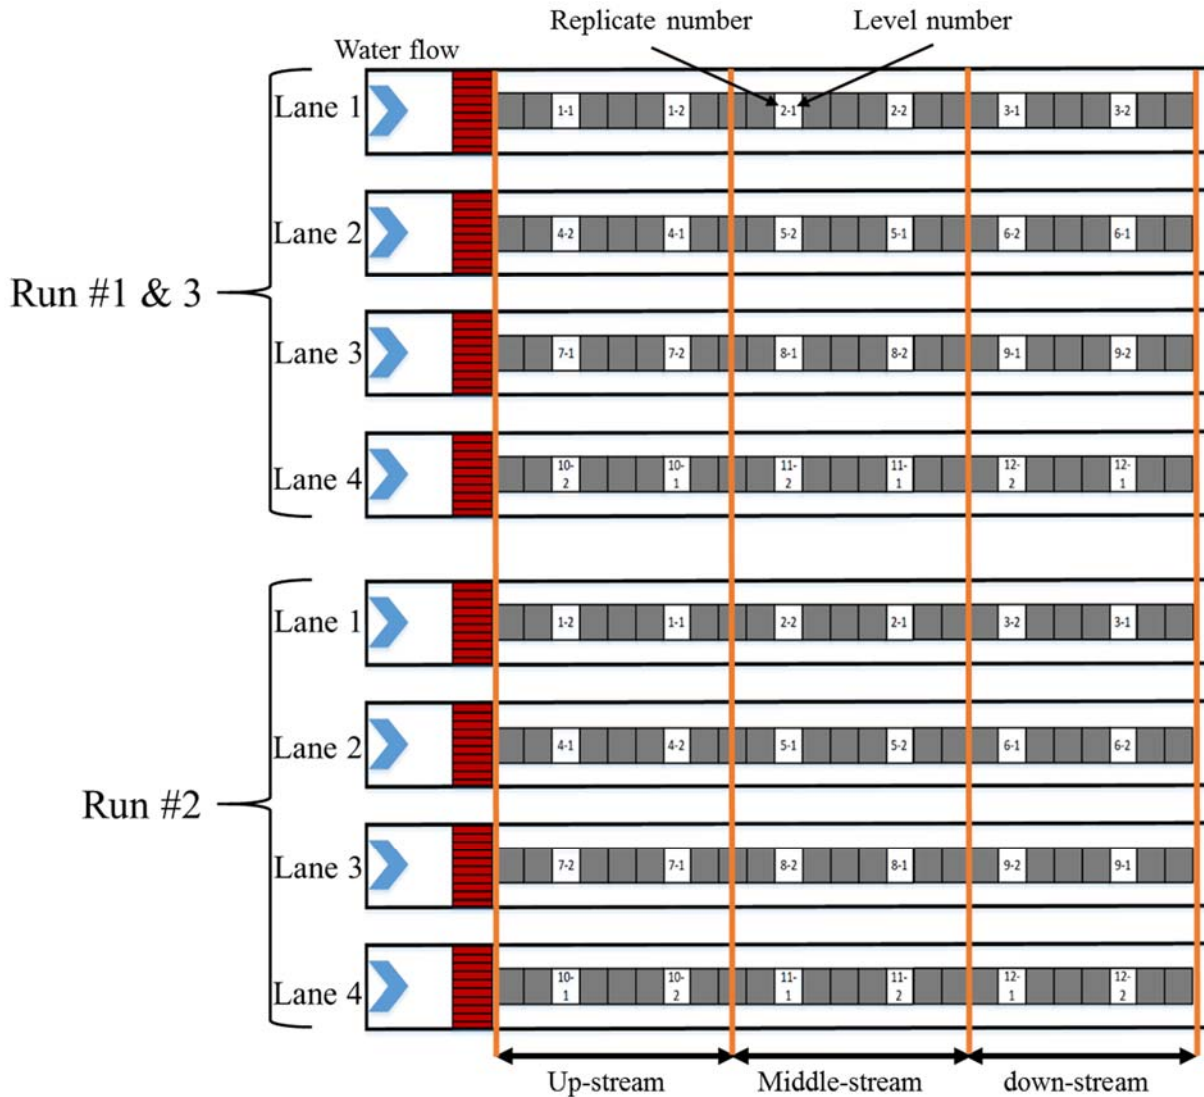 Replicate number
Level number
Water flow
Lane 1
1-1 1-2 2-1 2-2 3-1 3-2
Lane 2
4-2 4-1 5-2 5-1 6-2 6-1
Run #1 & 3
Lane 3
7-1 7-2 8-1 8-2 9-1 9-2
Lane 4
10- 10- 11- 11- 12- 12-
2 1 2 1 2 1
Lane 1
1-2 1-1 2-2 2-1 3-2 3-1
Lane 2
4-1 4-2 5-1 5-2 6-1 6-2
Run #2
Lane 3
7-2 7-1 8-2 8-1 9-2 9-1
Lane 4
10- 10- 11- 11- 12- 12-
1 2 1 2 1 2
Up-stream
Middle-stream
down-stream